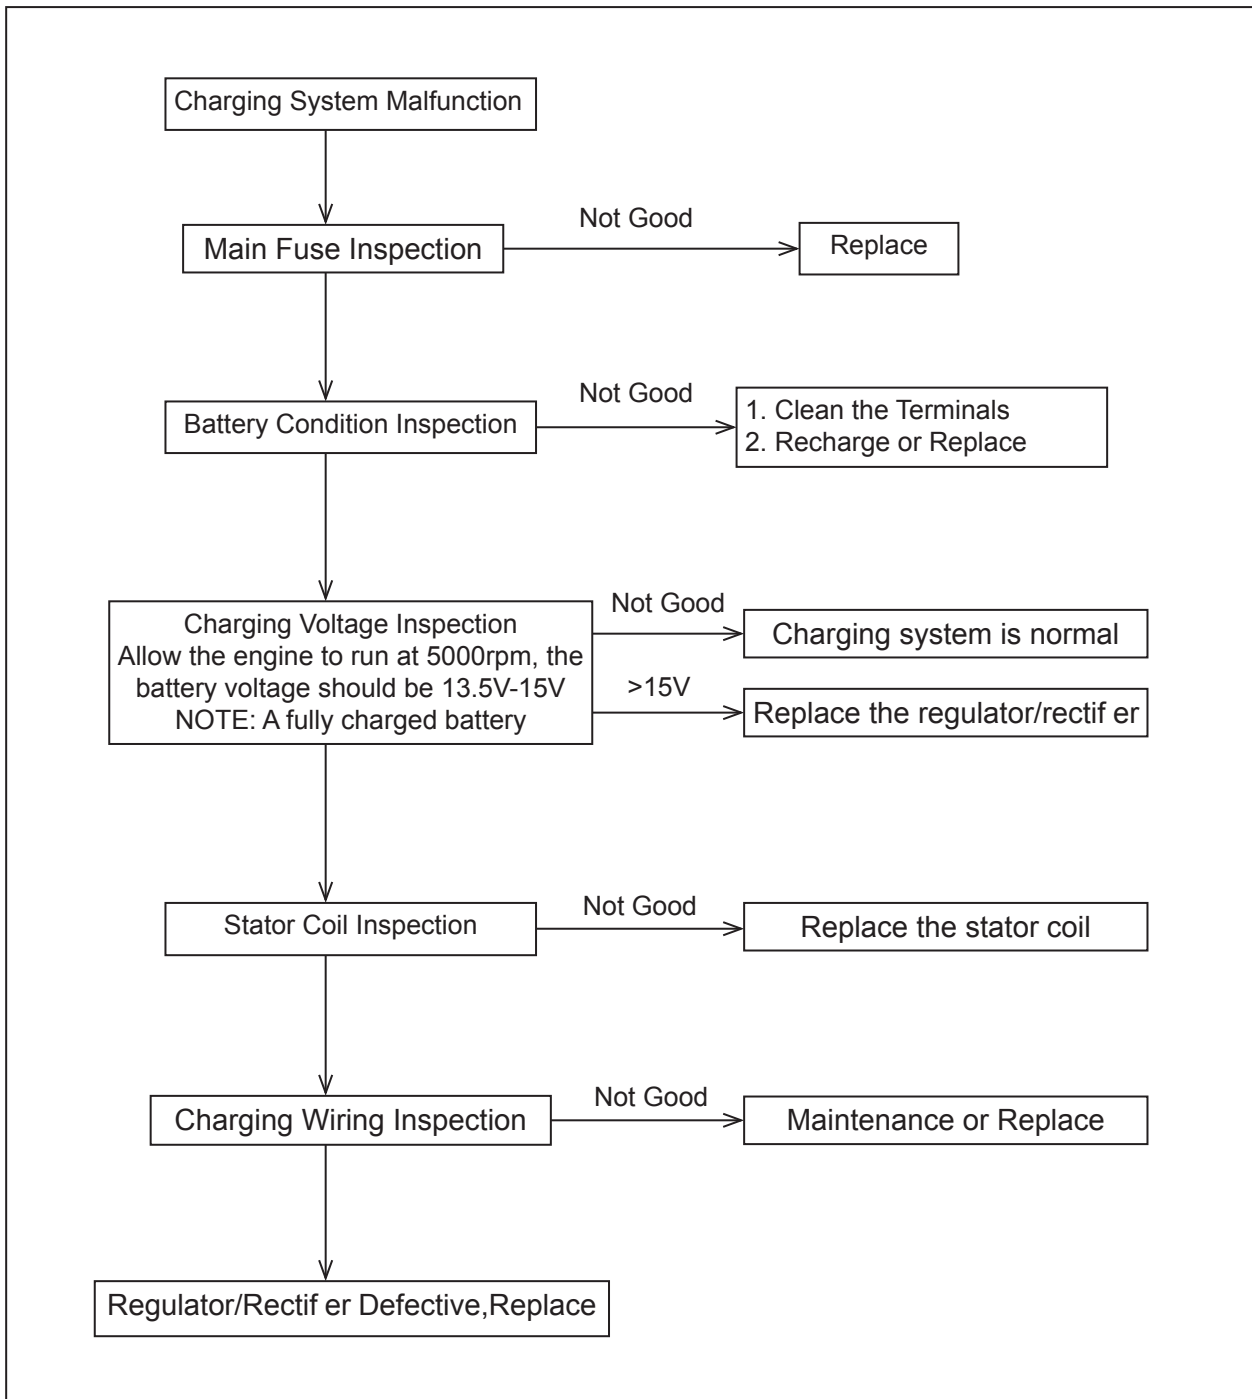 Charging System Malfunction
Not Good
Main Fuse Inspection
Replace
Not Good
Battery Condition Inspection
1. Clean the Terminals
2. Recharge or Replace
Charging Voltage Inspection
Allow the engine to run at 5000rpm, the
battery voltage should be 13.5V-15V
NOTE: A fully charged battery
Not Good
Charging system is normal
>15V
Replace the regulator/rectif er
Stator Coil Inspection
Not Good
Replace the stator coil
Charging Wiring Inspection
Not Good
Maintenance or Replace
Regulator/Rectif er Defective,Replace